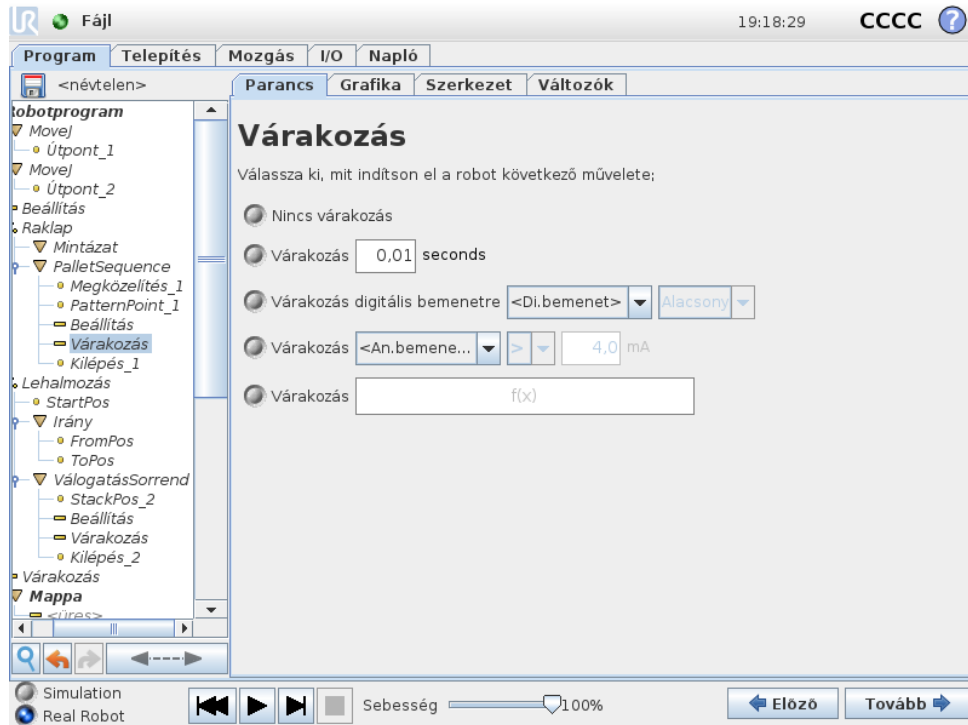 Fájl 19:18:29 CCCC ?
Program Telepítés Mozgás I/O Napló
<névtelen>
Parancs Grafika Szerkezet Változók
Robotprogram
MoveJ
Útpont_1
MoveJ
Útpont_2
Beállítás
Raklap
Mintázat
PalletSequence
Megközelítés_1
PatternPoint_1
Beállítás
Várakozás
Kilépés_1
Lehalmozás
StartPos
Irány
FromPos
ToPos
VálogatásSorrend
StackPos_2
Beállítás
Várakozás
Kilépés_2
Várakozás
Mappa
<üres>
Várakozás
Válassza ki, mit indítson el a robot következő művelete;
Nincs várakozás
Várakozás 0,01 seconds
Várakozás digitális bemenetre <Di.bemenet> Alacsony
Várakozás <An.bemene... > 4,0 mA
Várakozás f(x)
Simulation
Real Robot
Sebesség 100%
Előző Tovább